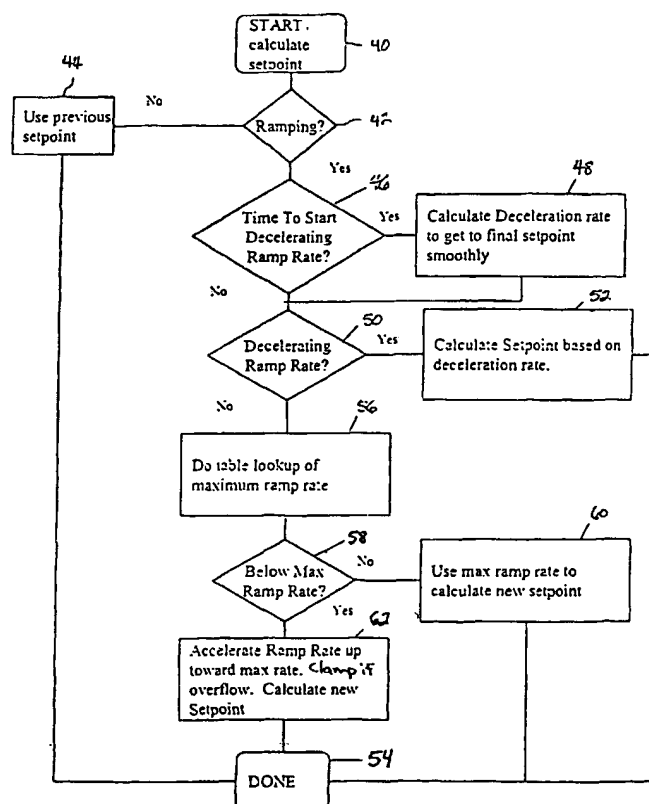 START.
calculate
setpoint
40
44
No
Use previous
setpoint
Ramping?
42
Yes
46
48
Time To Start
Decelerating
Ramp Rate?
Yes
Calculate Deceleration rate
to get to final setpoint
smoothly
No
52
50
Decelerating
Ramp Rate?
Yes
Calculate Setpoint based on
deceleration rate.
No
56
Do table lookup of
maximum ramp rate
58
60
Below Max
Ramp Rate?
No
Use max ramp rate to
calculate new setpoint
Yes
62
Accelerate Ramp Rate up
toward max rate. Clamp if
overflow. Calculate new
Setpoint
54
DONE